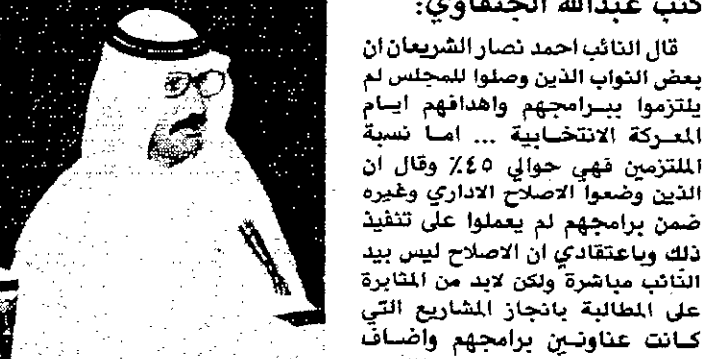 كتب عبدالله الجنفاوي:
قال النائب احمد نصار الشريعان ان
بعض النواب الذين وصلوا للمجلس لم
يلتزموا ببرامجهم واهدافهم ايام
المعركة الانتخابية ... اما نسبة
الملتزمين فهي حوالي ٤٥٪ وقال ان
الذين وضعوا الاصلاح الاداري وغيره
ضمن برامجهم لم يعملوا على تنفيذ
ذلك وباعتقادي ان الاصلاح ليس بيد
النائب مباشرة ولكن لابد من المثابرة
على المطالبة بانجاز المشاريع التي
كانت عناوين برامجهم واضاف